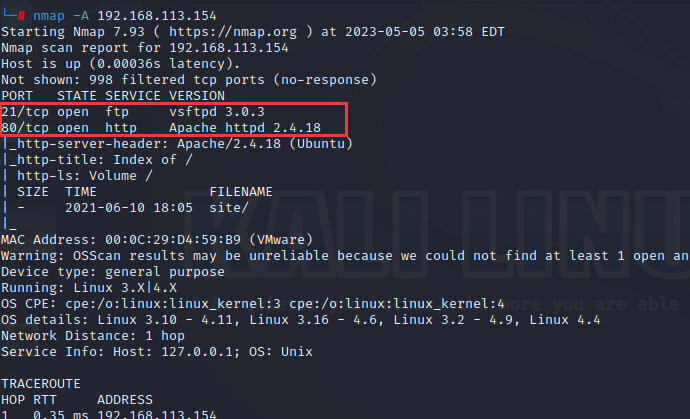 └─# nmap -A 192.168.113.154
Starting Nmap 7.93 ( https://nmap.org ) at 2023-05-05 03:58 EDT
Nmap scan report for 192.168.113.154
Host is up (0.00036s latency).
Not shown: 998 filtered tcp ports (no-response)
PORT   STATE SERVICE VERSION
21/tcp open  ftp     vsftpd 3.0.3
80/tcp open  http    Apache httpd 2.4.18
|_http-server-header: Apache/2.4.18 (Ubuntu)
|_http-title: Index of /
| http-ls: Volume /
| SIZE  TIME              FILENAME
| -     2021-06-10 18:05  site/
|_
MAC Address: 00:0C:29:D4:59:B9 (VMware)
Warning: OSScan results may be unreliable because we could not find at least 1 open an
Device type: general purpose
Running: Linux 3.X|4.X
OS CPE: cpe:/o:linux:linux_kernel:3 cpe:/o:linux:linux_kernel:4
OS details: Linux 3.10 - 4.11, Linux 3.16 - 4.6, Linux 3.2 - 4.9, Linux 4.4
Network Distance: 1 hop
Service Info: Host: 127.0.0.1; OS: Unix
TRACEROUTE
HOP RTT     ADDRESS
1   0.35 ms 192.168.113.154
KALI LINU